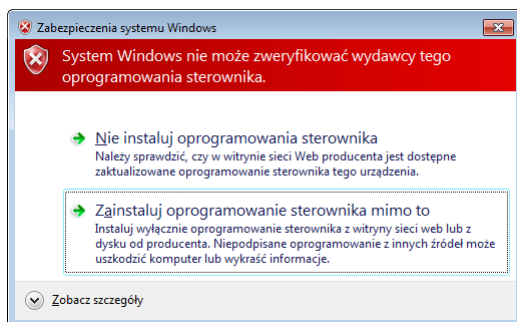 Zabezpieczenia systemu Windows
System Windows nie może zweryfikować wydawcy tego
oprogramowania sterownika.
Nie instaluj oprogramowania sterownika
Należy sprawdzić, czy w witrynie sieci Web producenta jest dostępne
zaktualizowane oprogramowanie sterownika tego urządzenia.
Zainstaluj oprogramowanie sterownika mimo to
Instaluj wyłącznie oprogramowanie sterownika z witryny sieci web lub z
dysku od producenta. Niepodpisane oprogramowanie z innych źródeł może
uszkodzić komputer lub wykraść informacje.
Zobacz szczegóły